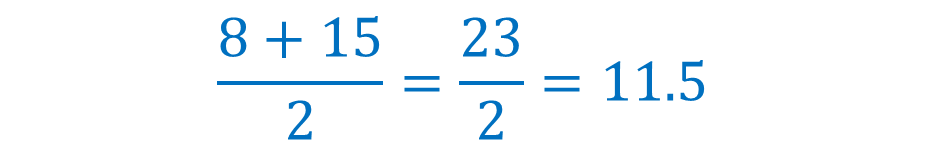 8 + 15 / 2 = 23 / 2 = 11.5